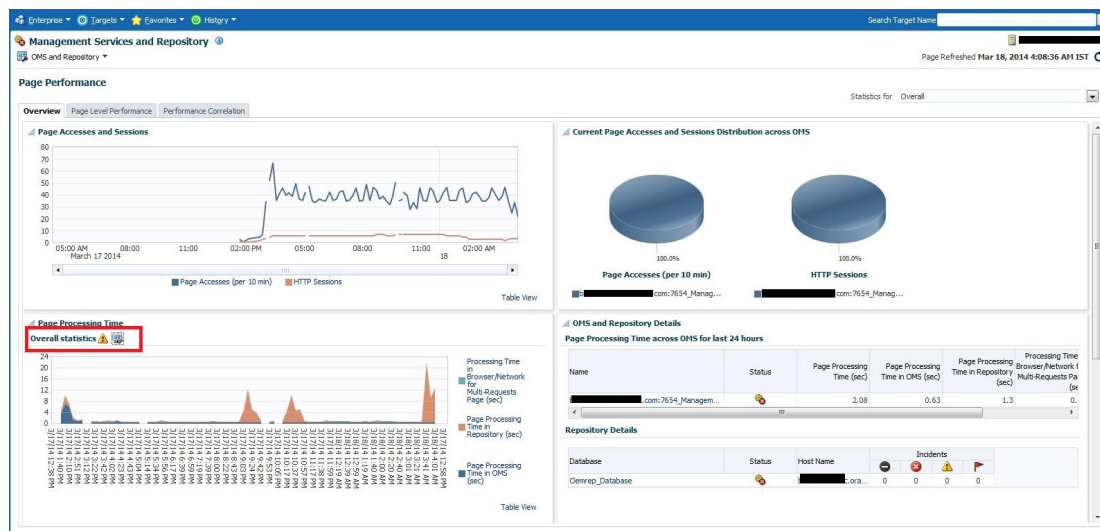 Enterprise Targets Favorites History Search Target Name
Management Services and Repository
OMS and Repository Page Refreshed Mar 18, 2014 4:08:36 AM IST
Page Performance
Statistics for Overall
Overview Page Level Performance Performance Correlation
Page Accesses and Sessions
80
70
60
50
40
30
20
10
0
05:00 AM 08:00 11:00 02:00 PM 05:00 08:00 11:00 02:00 AM
March 17 2014 18
Page Accesses (per 10 min) HTTP Sessions
Table View
Current Page Accesses and Sessions Distribution across OMS
100.0% 100.0%
Page Accesses (per 10 min) HTTP Sessions
com:7654_Manag... com:7654_Manag...
Page Processing Time
Overall statistics
24
20
16
12
8
4
0
Processing Time
in
Browser/Network
for
Multi-Requests
Page (sec)
Page Processing
Time in
Repository (sec)
Page Processing
Time in OMS
(sec)
Table View
OMS and Repository Details
Page Processing Time across OMS for last 24 hours
Name Status Page Processing Time (sec) Page Processing Time in OMS (sec) Page Processing Time in Repository (sec) Processing Time Browser/Network Multi-Requests
.com:7654_Managem... 2.08 0.63 1.3 0.
Repository Details
Database Status Host Name Incidents
Oemrep_Database .ora... 0 0 0 0